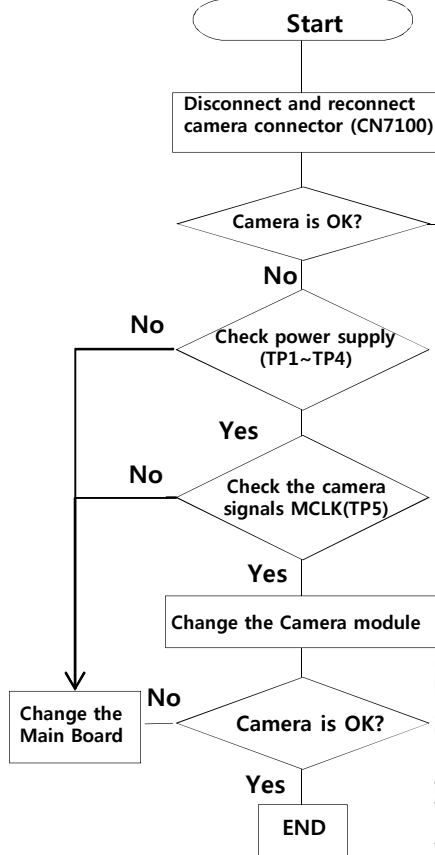 Start
Disconnect and reconnect
camera connector (CN7100)
Camera is OK?
No
No
Check power supply
(TP1~TP4)
Yes
No
Check the camera
signals MCLK(TP5)
Yes
Change the Camera module
No
Change the
Main Board
Camera is OK?
Yes
END